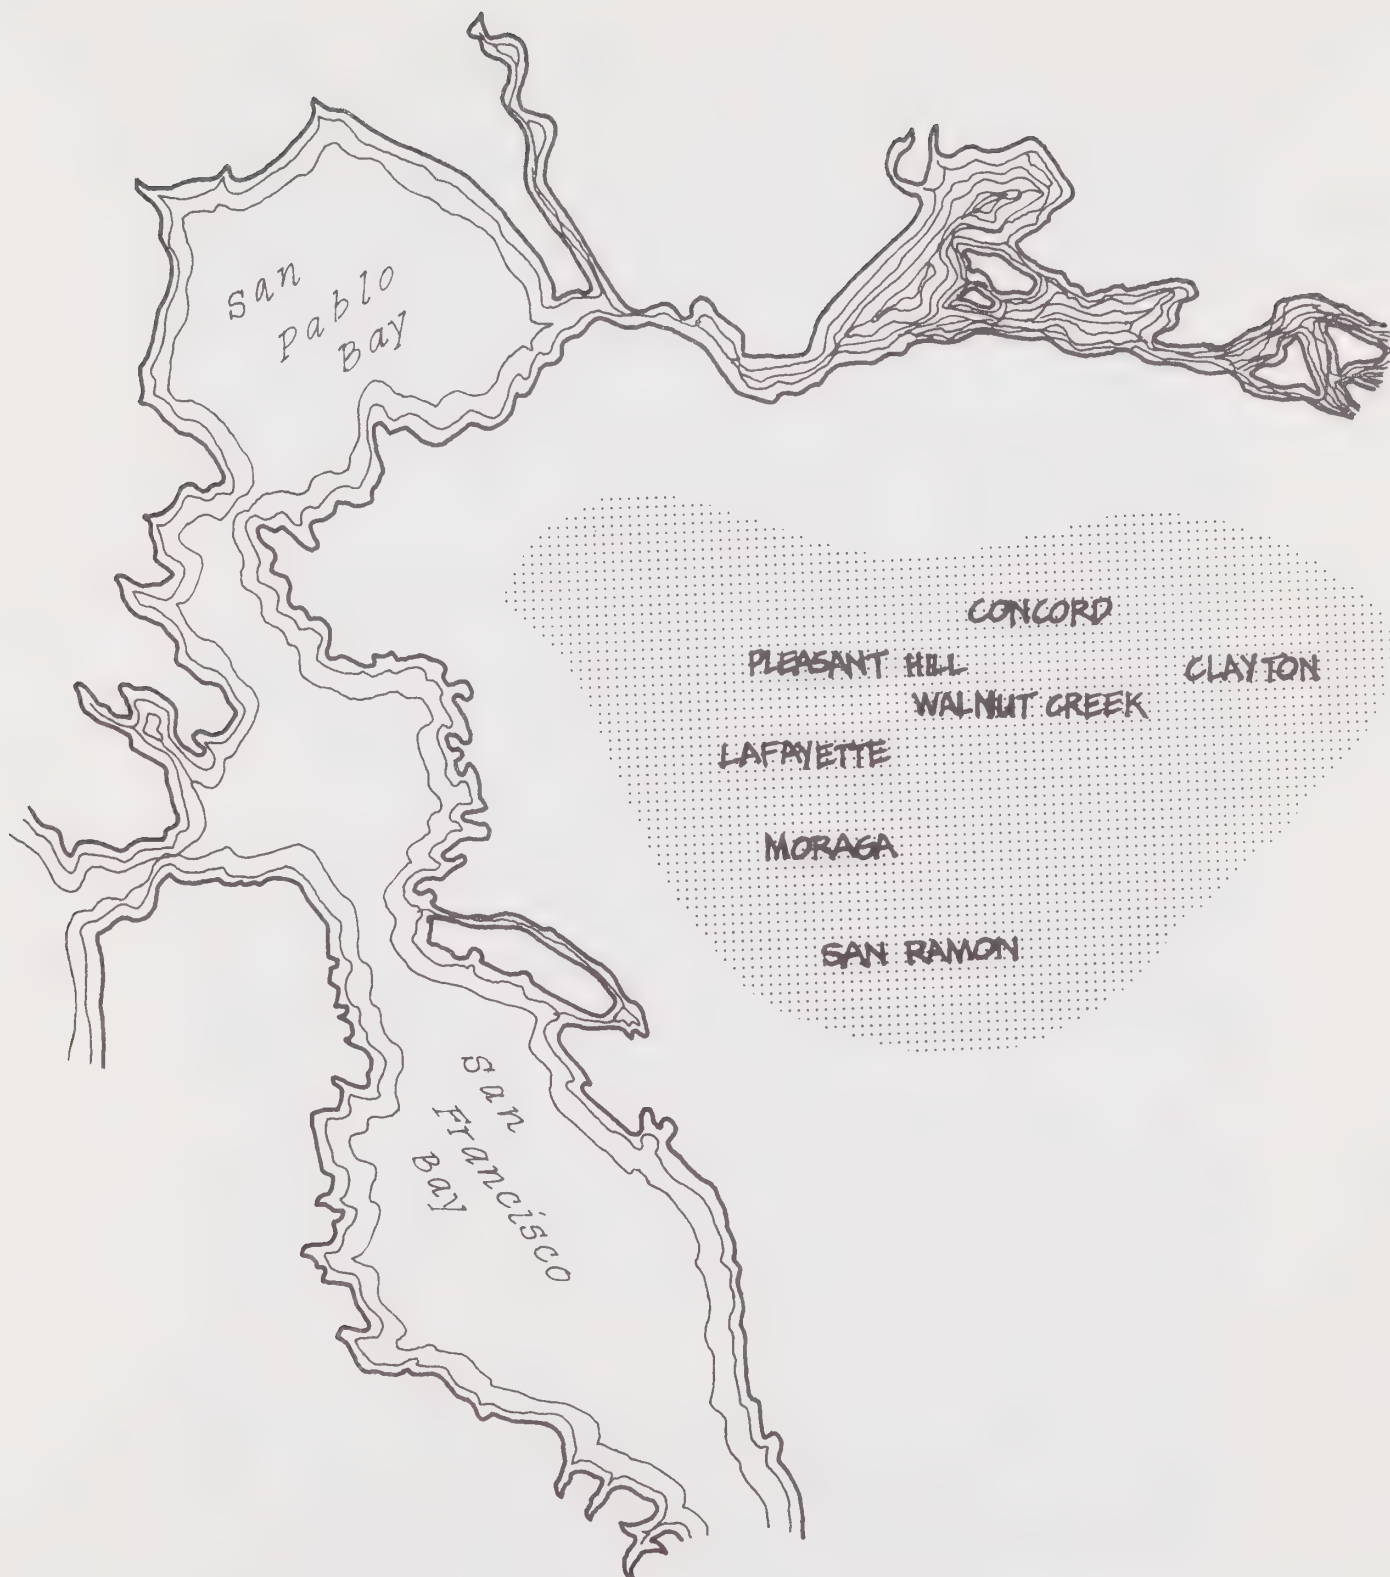 San
Pablo
Bay
CONCORD
PLEASANT HILL
CLAYTON
WALNUT CREEK
LAFAYETTE
MORAGA
SAN RAMON
San
Francisco
Bay